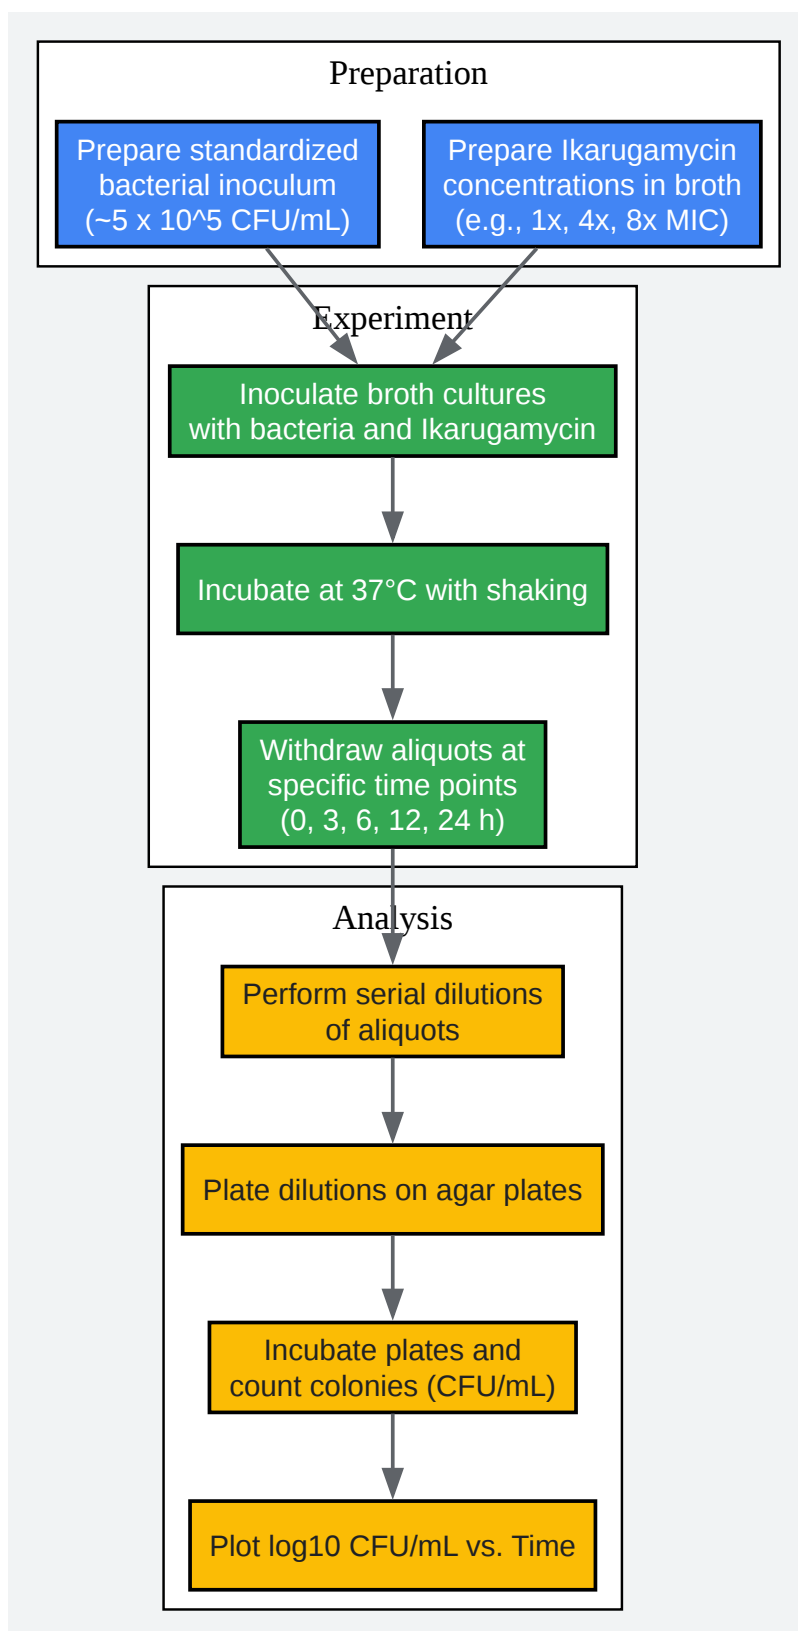 Preparation
Prepare standardized
bacterial inoculum
(~5 x 10^5 CFU/mL)
Prepare Ikarugamycin
concentrations in broth
(e.g., 1x, 4x, 8x MIC)
Experiment
Inoculate broth cultures
with bacteria and Ikarugamycin
Incubate at 37°C with shaking
Withdraw aliquots at
specific time points
(0, 3, 6, 12, 24 h)
Analysis
Perform serial dilutions
of aliquots
Plate dilutions on agar plates
Incubate plates and
count colonies (CFU/mL)
Plot log10 CFU/mL vs. Time